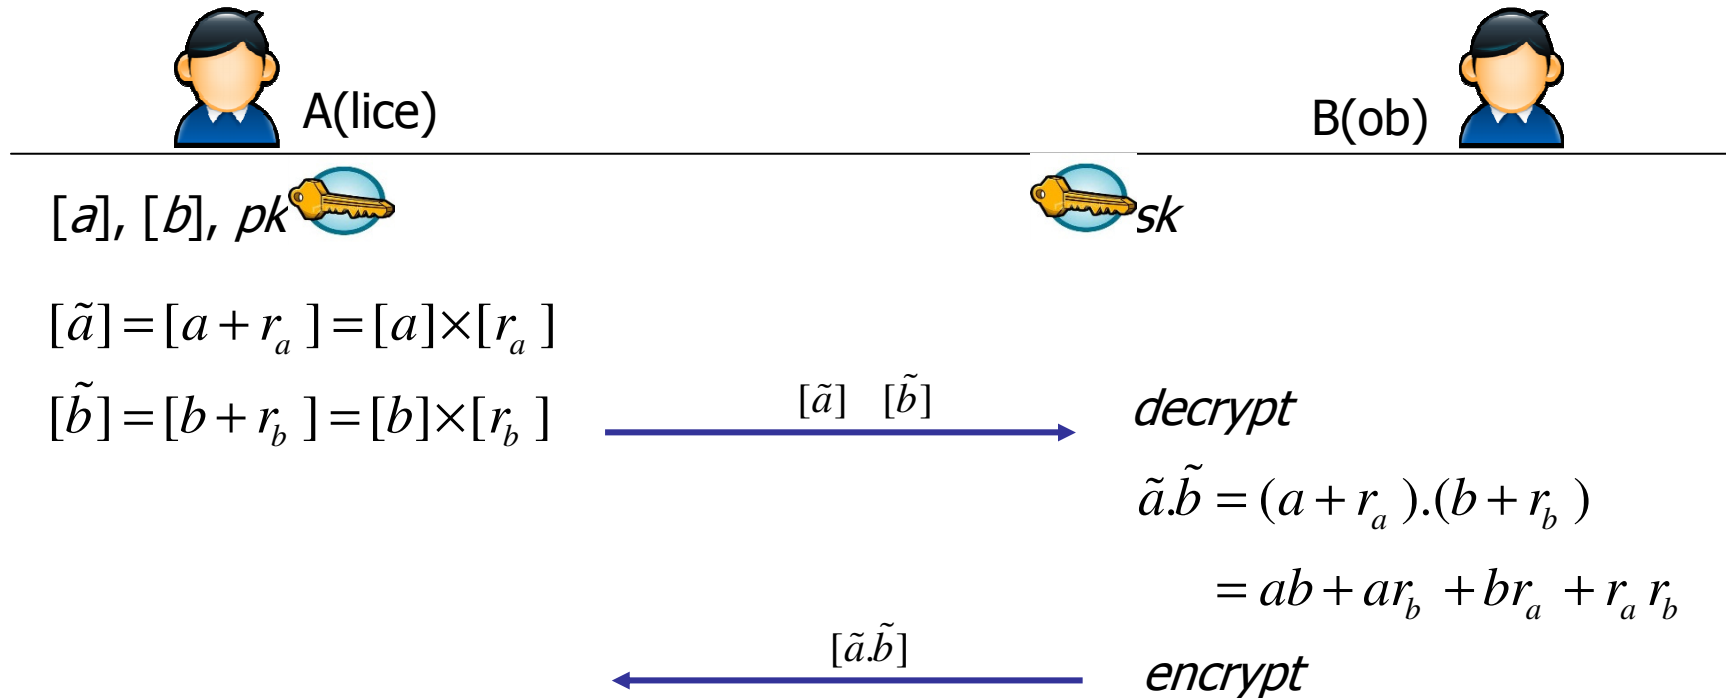 A(lice)
B(ob)
[a], [b], pk
sk
[ã] = [a + r_a] = [a]×[r_a]
[b̃] = [b + r_b] = [b]×[r_b]
[ã] [b̃]
decrypt
ã.b̃ = (a + r_a).(b + r_b)
= ab + ar_b + br_a + r_a r_b
[ã.b̃]
encrypt